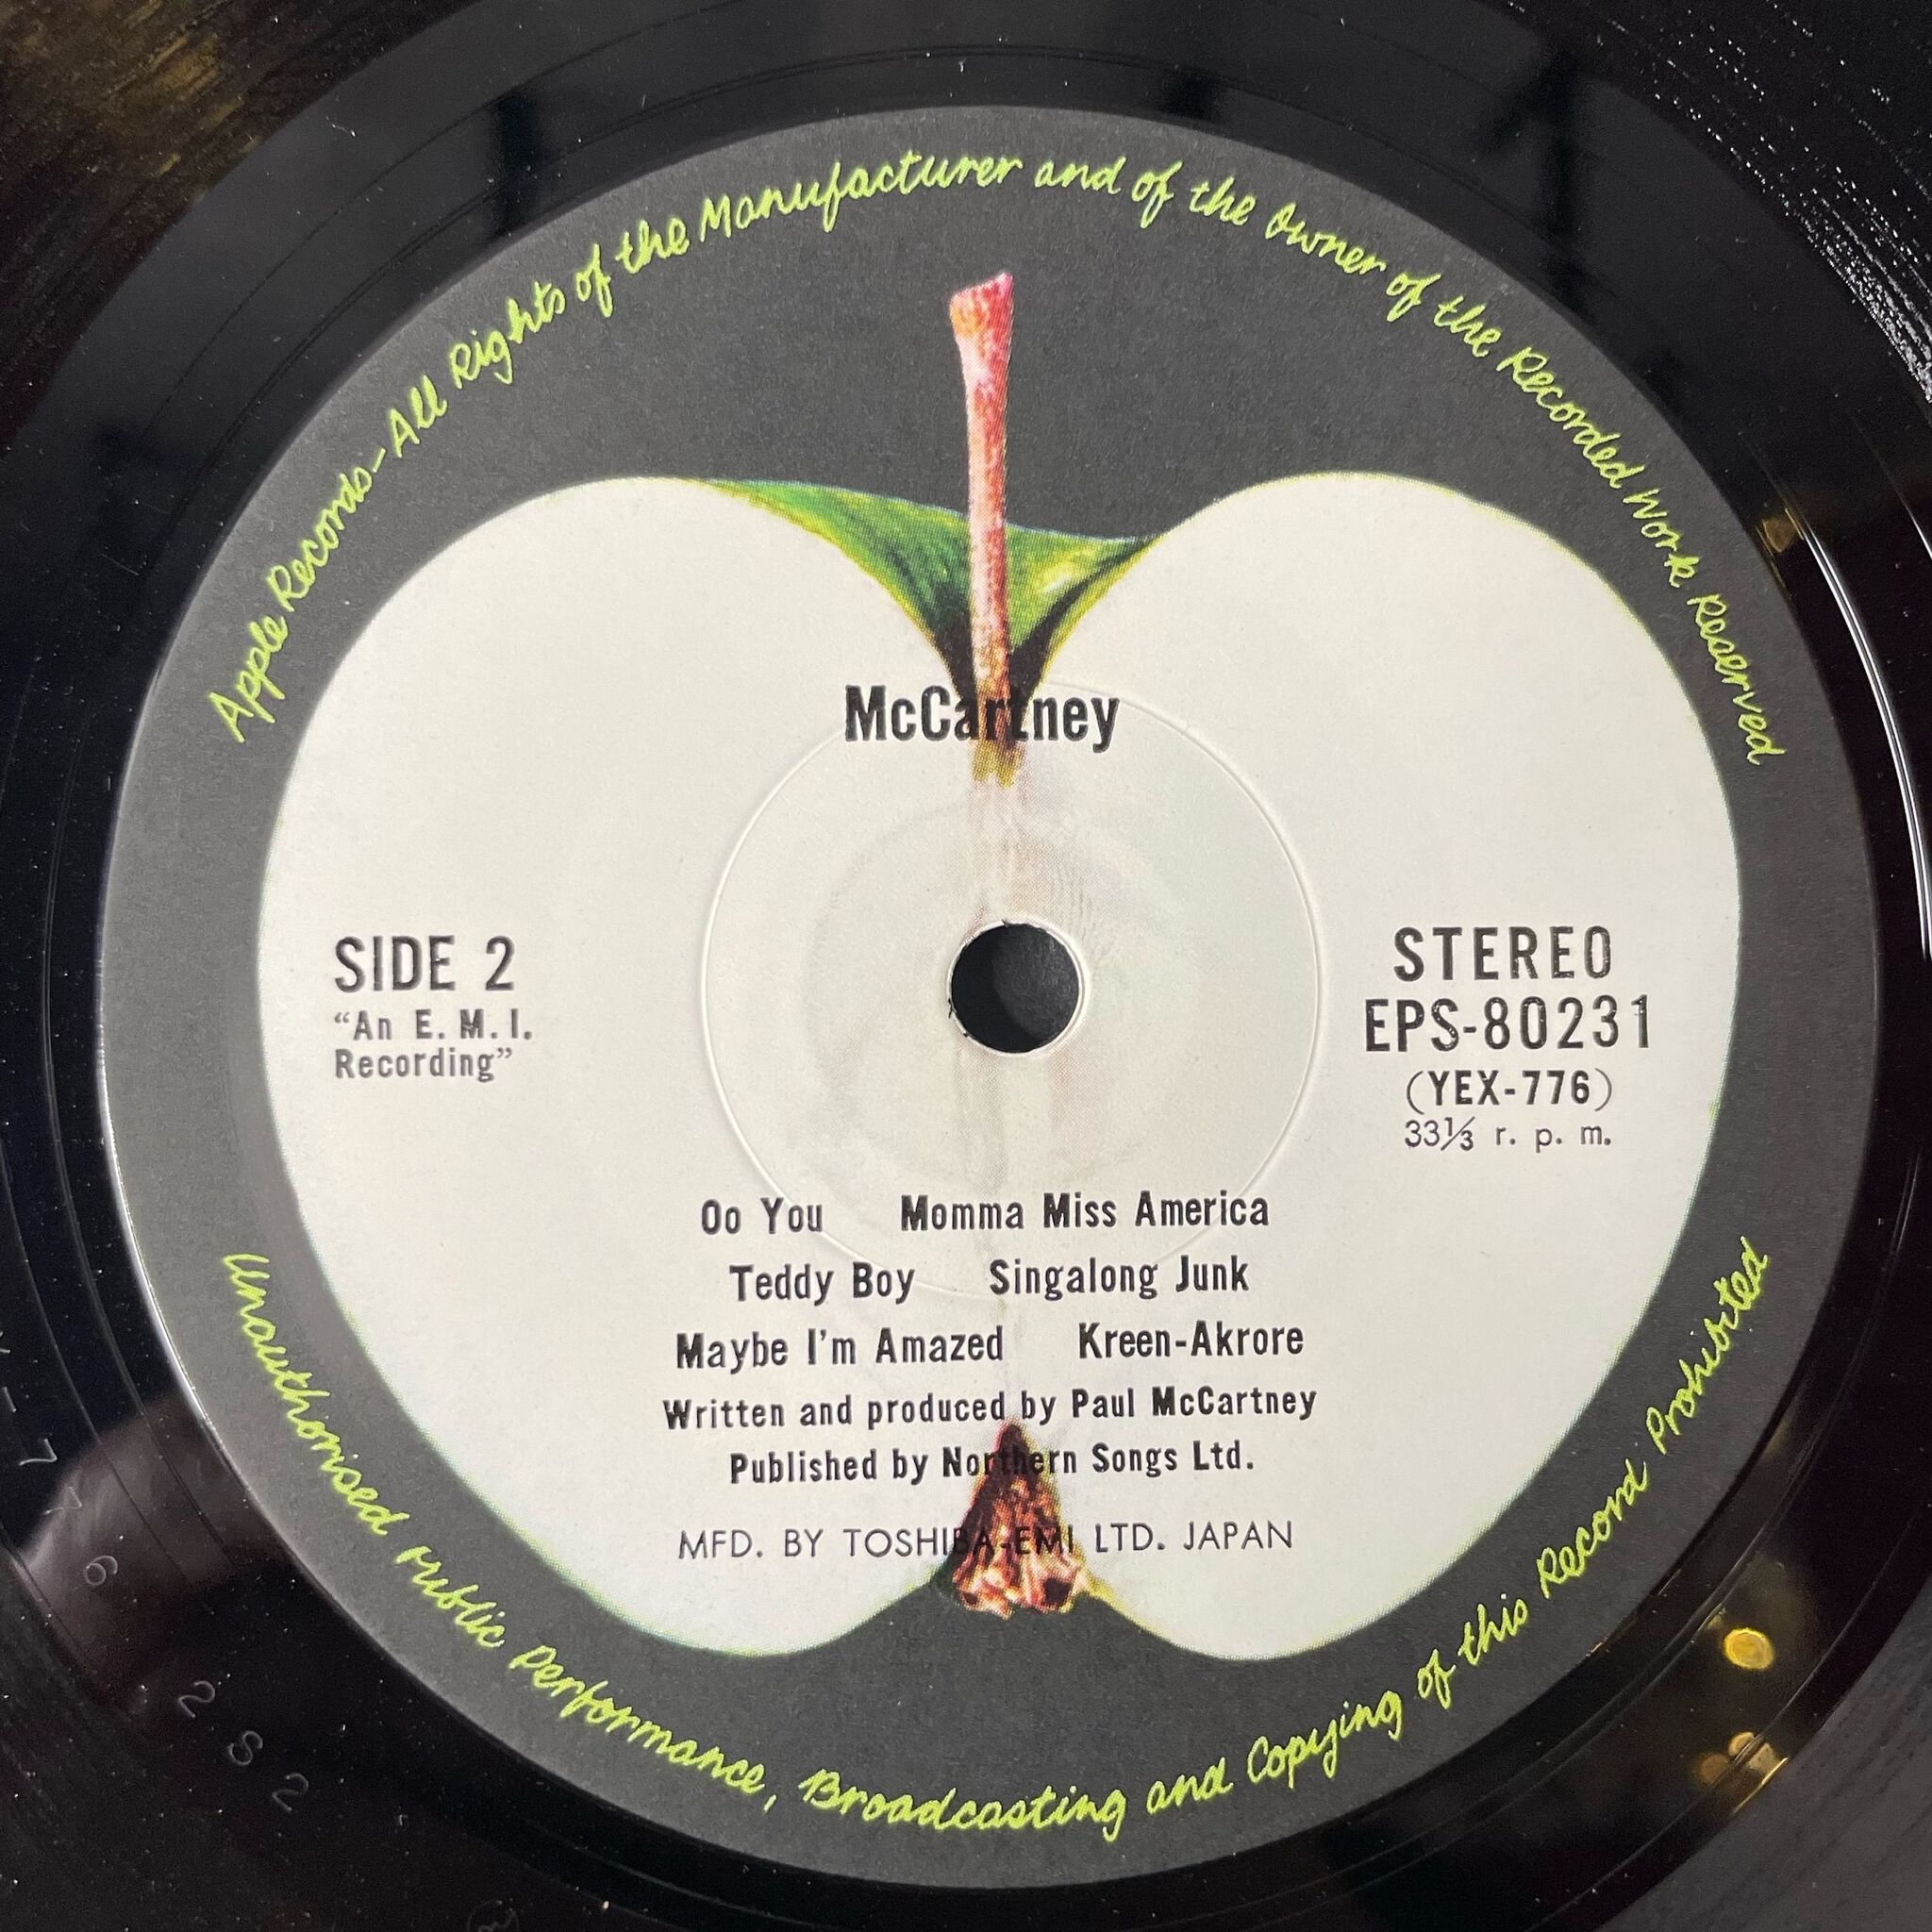 Apple Records-All Rights of the Manufacturer and of the Owner of the Recorded Work Reserved
McCartney
SIDE 2
"An E. M. I.
Recording"
STEREO
EPS-80231
(YEX-776)
33⅓ r. p. m.
Oo You Momma Miss America
Teddy Boy Singalong Junk
Maybe I'm Amazed Kreen-Akrore
Written and produced by Paul McCartney
Published by Northern Songs Ltd.
MFD. BY TOSHIBA-EMI LTD. JAPAN
Unauthorised Public Performance, Broadcasting and Copying of this Record Prohibited
776 2S2